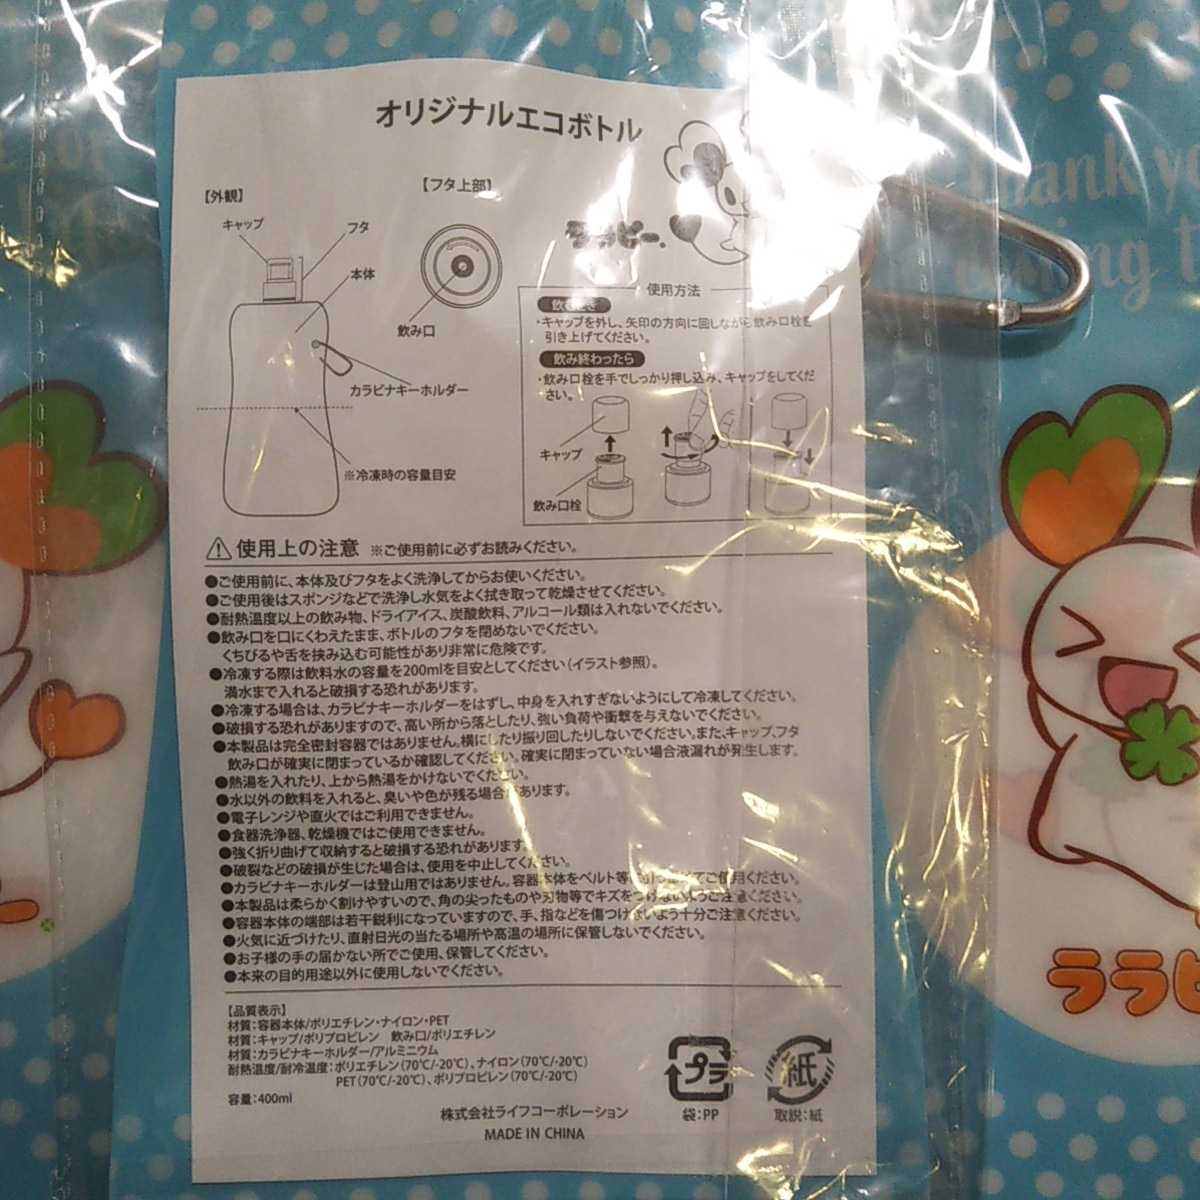 オリジナルエコボトル
ララビー。
【外観】
【フタ上部】
キャップ
フタ
本体
飲み口
カラビナキーホルダー
※冷凍時の容量目安
使用方法
・キャップを外し、矢印の方向に回しながら飲み口栓を
引き上げてください。
飲み終わったら
・飲み口栓を手でしっかり押し込み、キャップをしてくだ
さい。
キャップ
飲み口栓
使用上の注意 ※ご使用前に必ずお読みください。
●ご使用前に、本体及びフタをよく洗浄してからお使いください。
●ご使用後はスポンジなどで洗浄し水気をよく拭き取って乾燥させてください。
●耐熱温度以上の飲み物、ドライアイス、炭酸飲料、アルコール類は入れないでください。
●飲み口を口にくわえたまま、ボトルのフタを閉めないでください。
くちびるや舌を挟み込む可能性があり非常に危険です。
●冷凍する際は飲料水の容量を200mlを目安としてください(イラスト参照)。
満水まで入れると破損する恐れがあります。
●冷凍する場合は、カラビナキーホルダーをはずし、中身を入れすぎないようにして冷凍してください。
●破損する恐れがありますので、高い所から落としたり、強い負荷や衝撃を与えないでください。
●本製品は完全密封容器ではありません。横にしたり振り回したりしないでください。また、キャップ、フタ
飲み口が確実に閉まっているか確認してください。確実に閉まっていない場合液漏れが発生します。
●熱湯を入れたり、上から熱湯をかけないでください。
●水以外の飲料を入れると、臭いや色が残る場合があります。
●電子レンジや直火ではご利用できません。
●食器洗浄器、乾燥機ではご使用できません。
●強く折り曲げて収納すると破損する恐れがあります。
●破裂などの破損が生じた場合は、使用を中止してください。
●カラビナキーホルダーは登山用ではありません。容器本体をベルト等に てご使用ください。
●本製品は柔らかく割けやすいので、角の尖ったものや刃物等でキズをつけないようご注意ください。
●容器本体の端部は若干鋭利になっていますので、手、指などを傷つけないよう十分ご注意ください。
●火気に近づけたり、直射日光の当たる場所や高温の場所に保管しないでください。
●お子様の手の届かない所でご使用、保管してください。
●本来の目的用途以外に使用しないでください。
【品質表示】
材質:容器本体/ポリエチレン・ナイロン・PET
材質:キャップ/ポリプロピレン 飲み口/ポリエチレン
材質:カラビナキーホルダー/アルミニウム
耐熱温度/耐冷温度:ポリエチレン(70℃/-20℃)、ナイロン(70℃/-20℃)
PET(70℃/-20℃)、ポリプロピレン(70℃/-20℃)
容量:400ml
株式会社ライフコーポレーション
MADE IN CHINA
プラ
袋:PP
紙
取説:紙
ララ